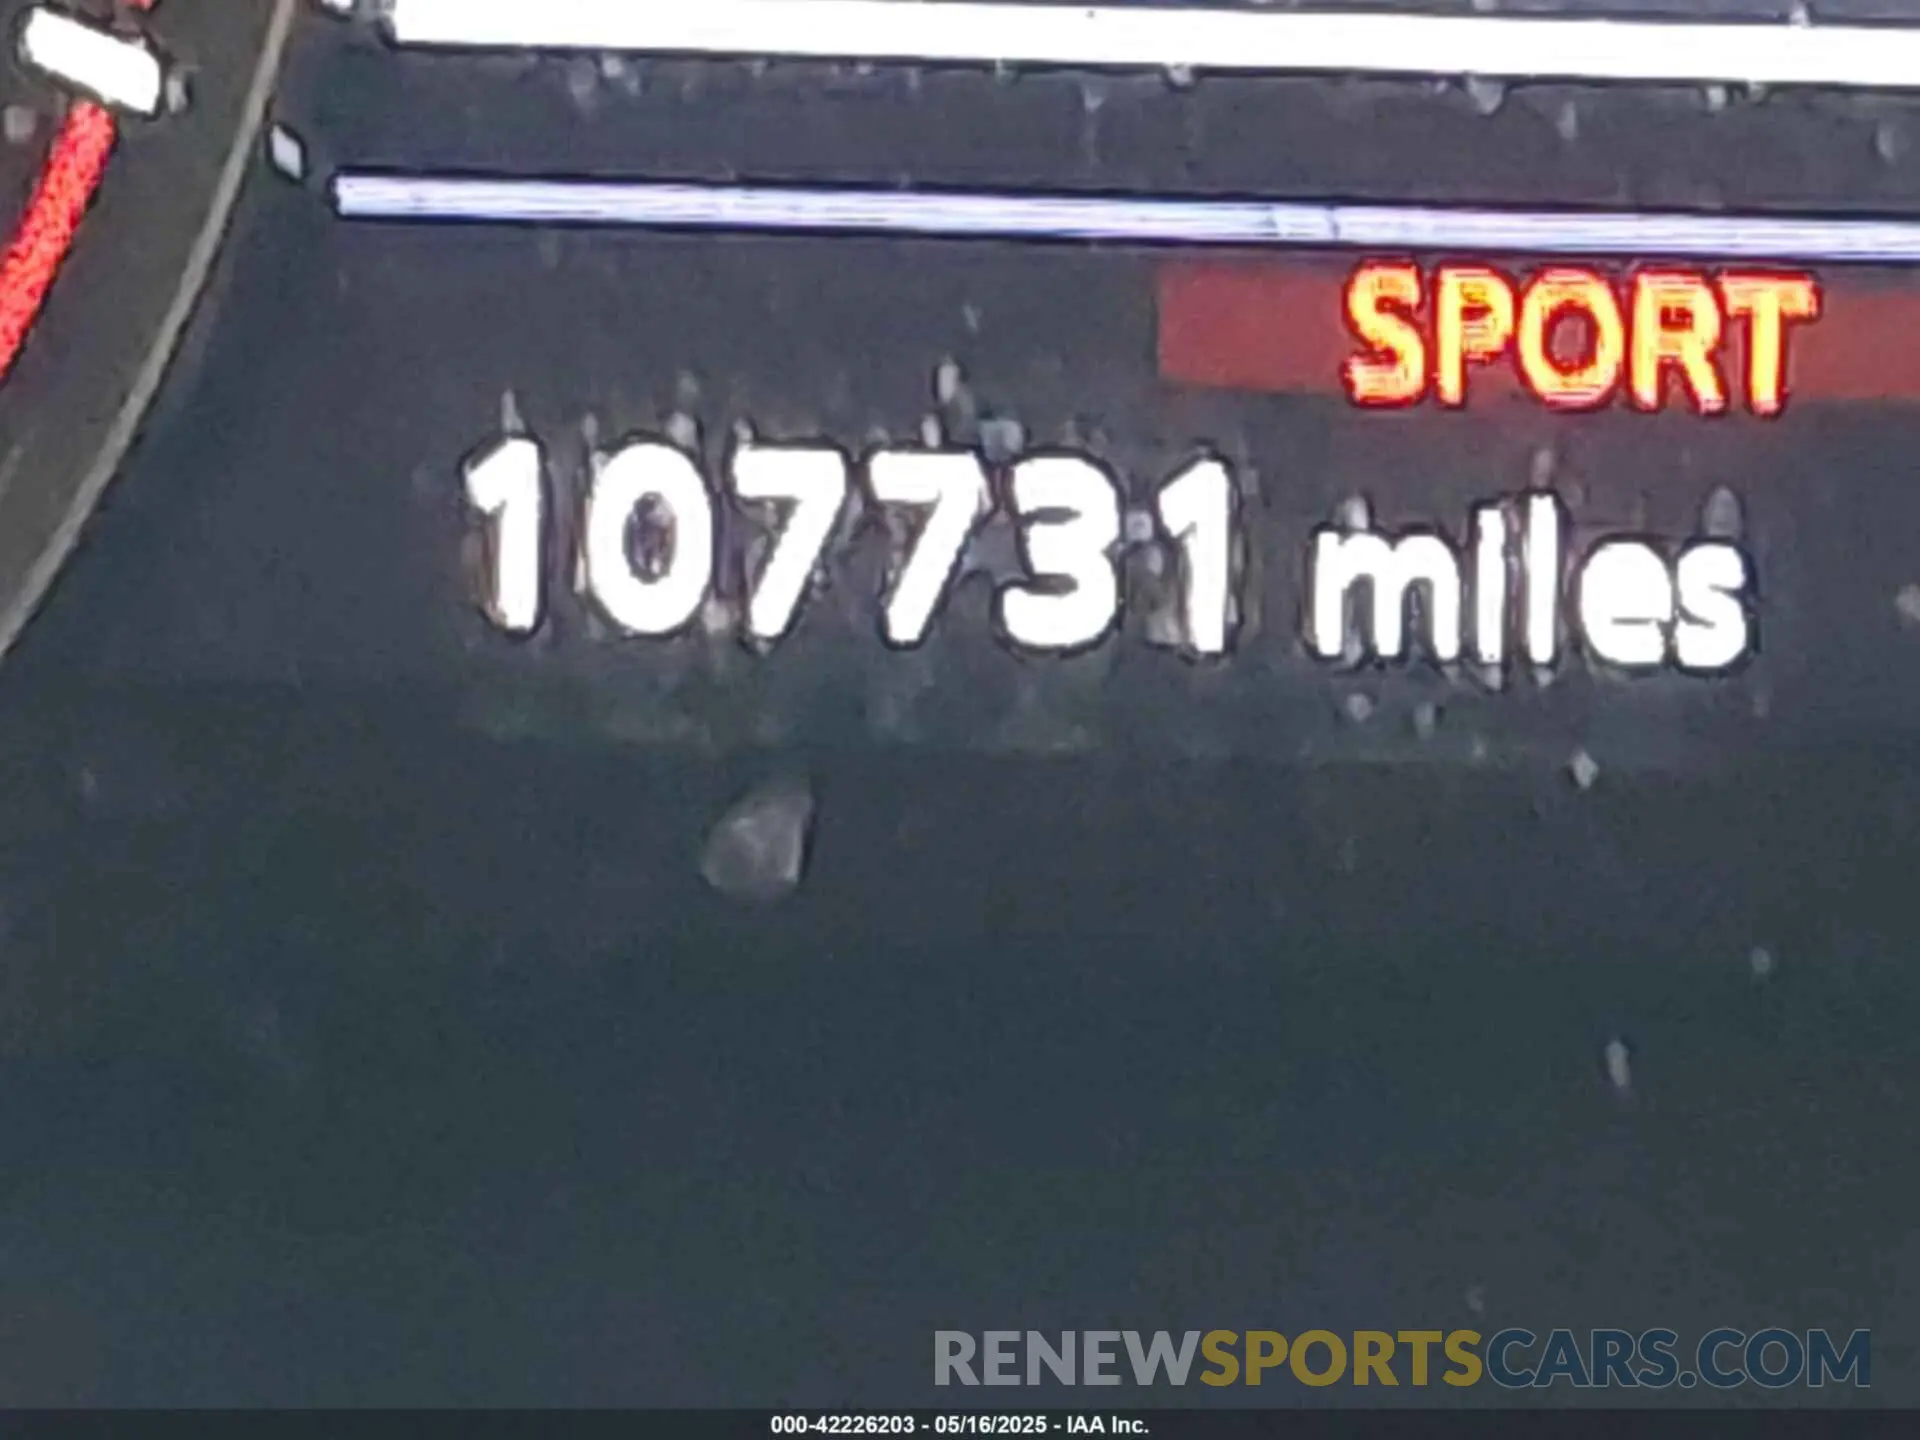 SPORT
107731 miles
RENEWSPORTSCARS.COM
000-42226203 - 05/16/2025 - IAA Inc.